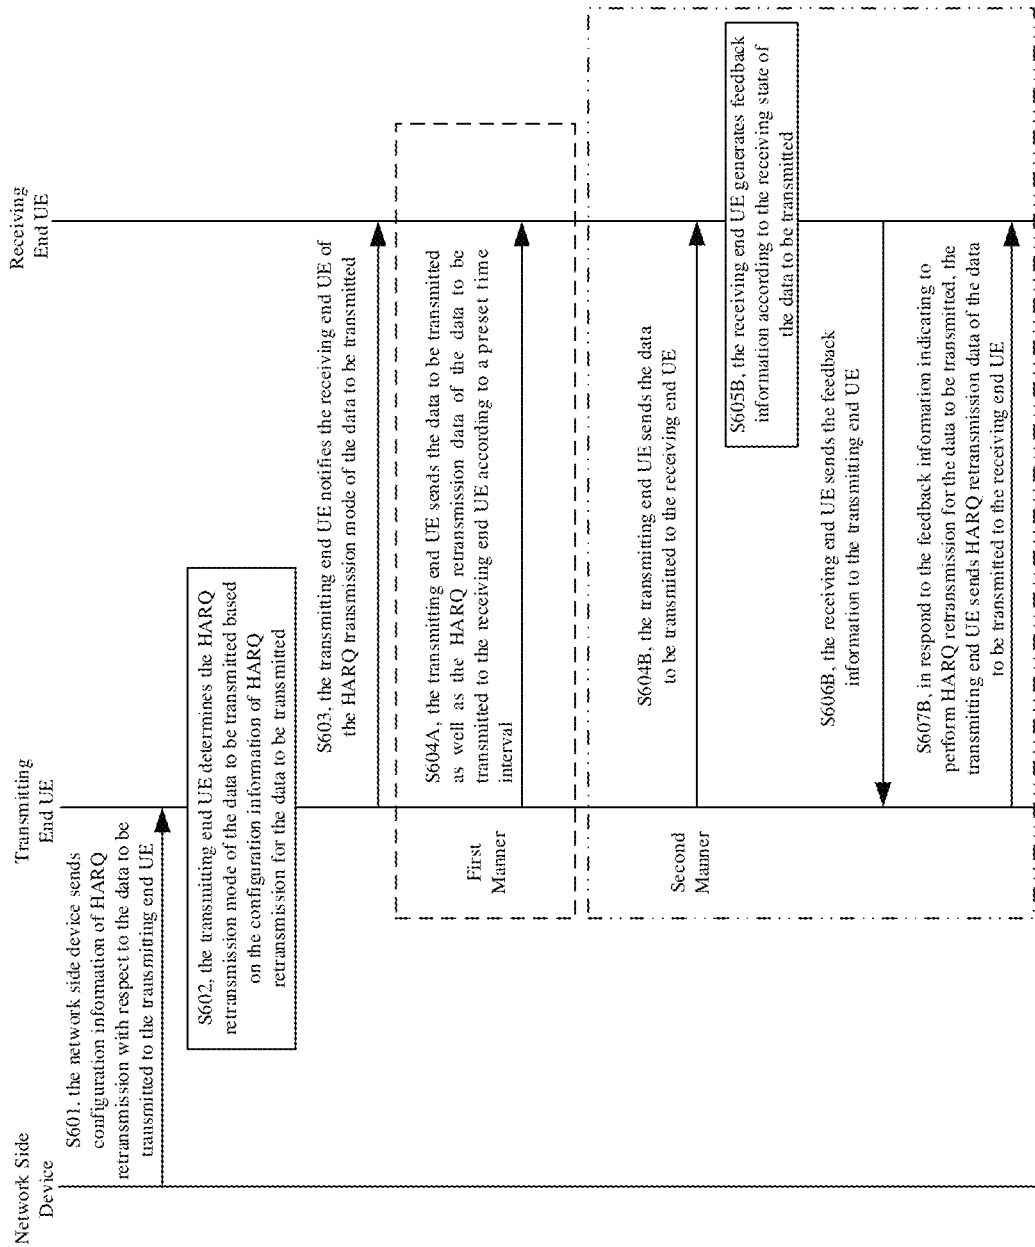 Network Side
Device
Transmitting
End UE
Receiving
End UE
S601, the network side device sends
configuration information of HARQ
retransmission with respect to the data to be
transmitted to the transmitting end UE
S602, the transmitting end UE determines the HARQ
retransmission mode of the data to be transmitted based
on the configuration information of HARQ
retransmission for the data to be transmitted
S603, the transmitting end UE notifies the receiving end UE of
the HARQ transmission mode of the data to be transmitted
First
Manner
S604A, the transmitting end UE sends the data to be transmitted
as well as the HARQ retransmission data of the data to be
transmitted to the receiving end UE according to a preset time
interval
Second
Manner
S604B, the transmitting end UE sends the data
to be transmitted to the receiving end UE
S605B, the receiving end UE generates feedback
information according to the receiving state of
the data to be transmitted
S606B, the receiving end UE sends the feedback
information to the transmitting end UE
S607B, in respond to the feedback information indicating to
perform HARQ retransmission for the data to be transmitted, the
transmitting end UE sends HARQ retransmission data of the data
to be transmitted to the receiving end UE